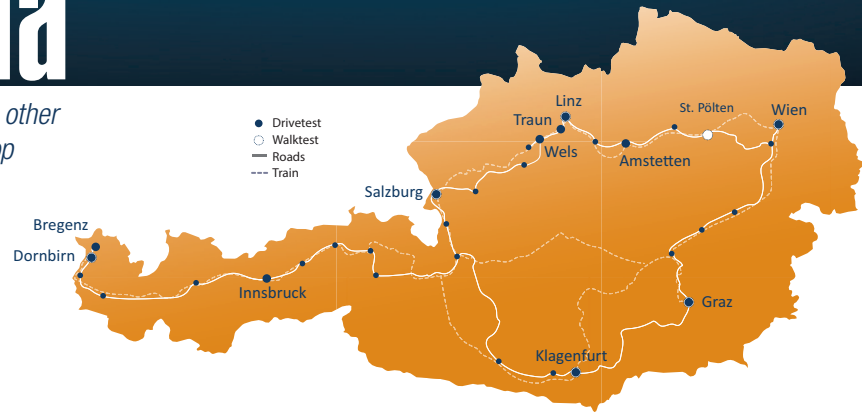 other
Drivetest
Walktest
Roads
Train
Linz
Traun
Wels
St. Pölten
Wien
Amstetten
Salzburg
Bregenz
Dornbirn
Innsbruck
Graz
Klagenfurt